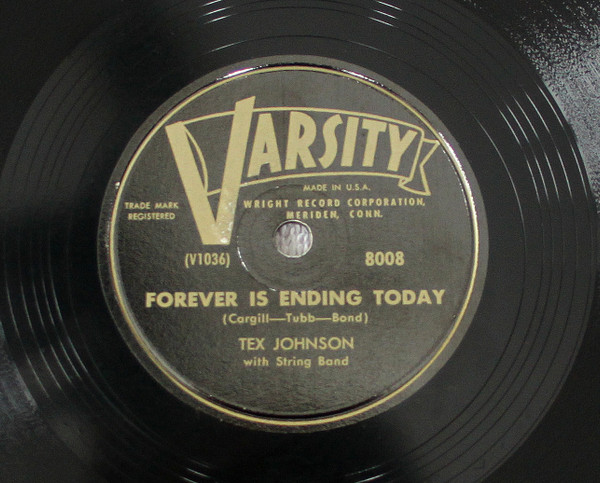 VARSITY
MADE IN U.S.A.
TRADE MARK
REGISTERED
WRIGHT RECORD CORPORATION,
MERIDEN, CONN.
(V1036)
8008
FOREVER IS ENDING TODAY
(Cargill—Tubb—Bond)
TEX JOHNSON
with String Band